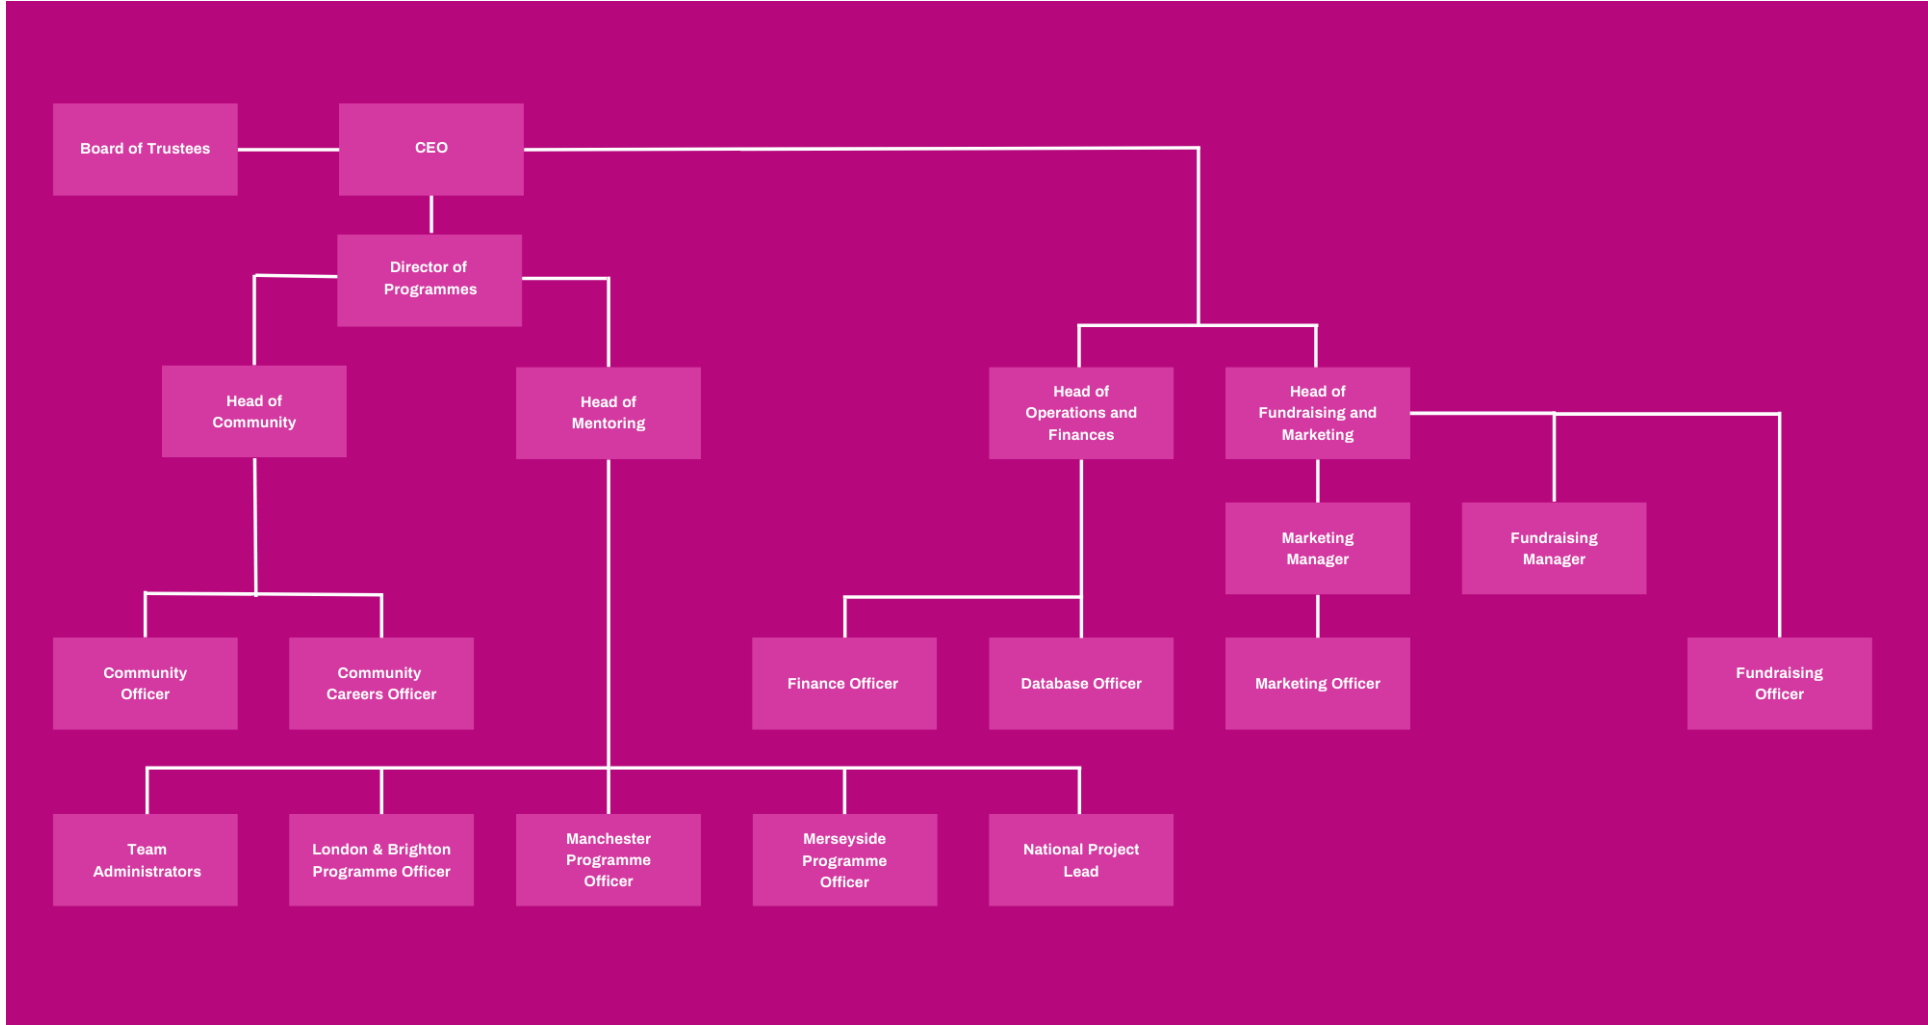 Board of Trustees
CEO
Director of
Programmes
Head of
Community
Head of
Mentoring
Head of
Operations and
Finances
Head of
Fundraising and
Marketing
Marketing
Manager
Fundraising
Manager
Community
Officer
Community
Careers Officer
Finance Officer
Database Officer
Marketing Officer
Fundraising
Officer
Team
Administrators
London & Brighton
Programme Officer
Manchester
Programme
Officer
Merseyside
Programme
Officer
National Project
Lead